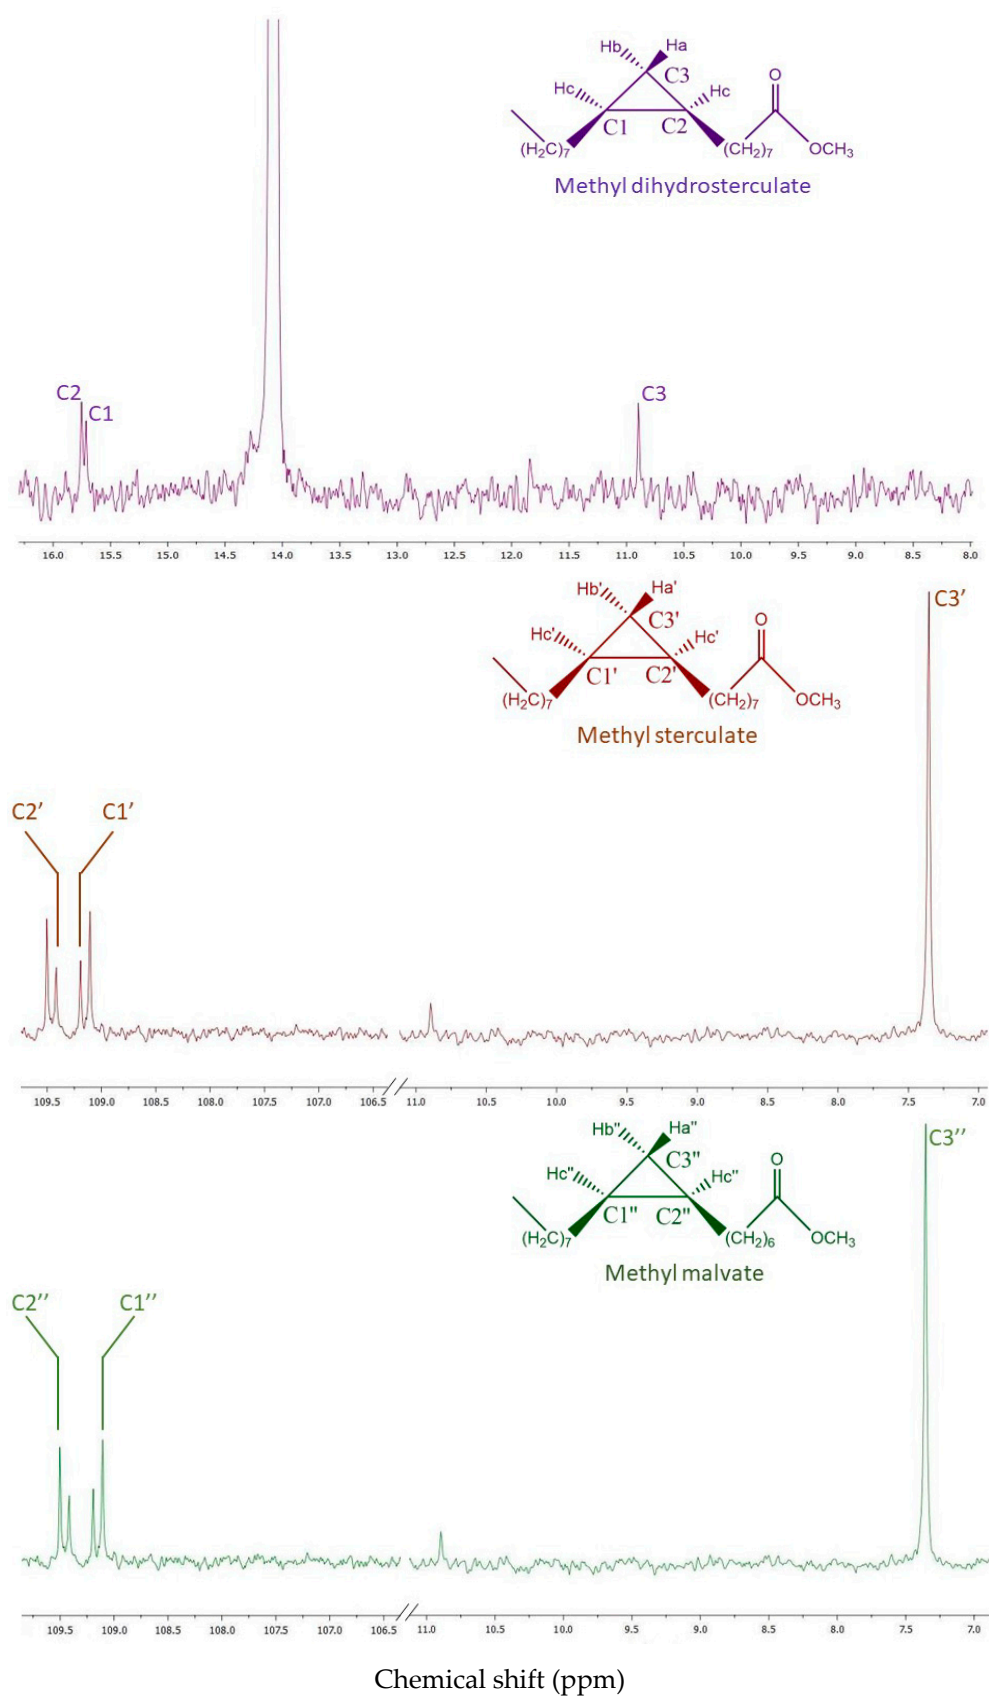 Hb Ha
C3
Hc Hc
C1 C2
O
(H2C)7 (CH2)7 OCH3
Methyl dihydrosterculate
C2
C1
C3
16.0 15.5 15.0 14.5 14.0 13.5 13.0 12.5 12.0 11.5 11.0 10.5 10.0 9.5 9.0 8.5 8.0
Hb' Ha'
C3'
Hc' Hc'
C1' C2'
O
(H2C)7 (CH2)7 OCH3
Methyl sterculate
C3’
C2’ C1’
109.5 109.0 108.5 108.0 107.5 107.0 106.5 11.0 10.5 10.0 9.5 9.0 8.5 8.0 7.5 7.0
Hb" Ha"
C3"
Hc" Hc"
C1" C2"
O
(H2C)7 (CH2)6 OCH3
Methyl malvate
C3’’
C2’’ C1’’
109.5 109.0 108.5 108.0 107.5 107.0 106.5 11.0 10.5 10.0 9.5 9.0 8.5 8.0 7.5 7.0
Chemical shift (ppm)